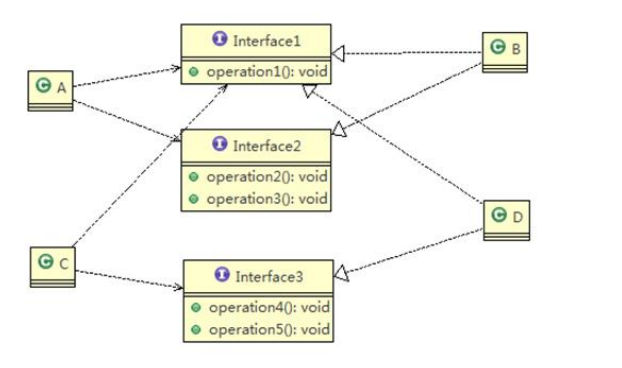 Interface1
operation1(): void
B
A
Interface2
operation2(): void
operation3(): void
D
C
Interface3
operation4(): void
operation5(): void